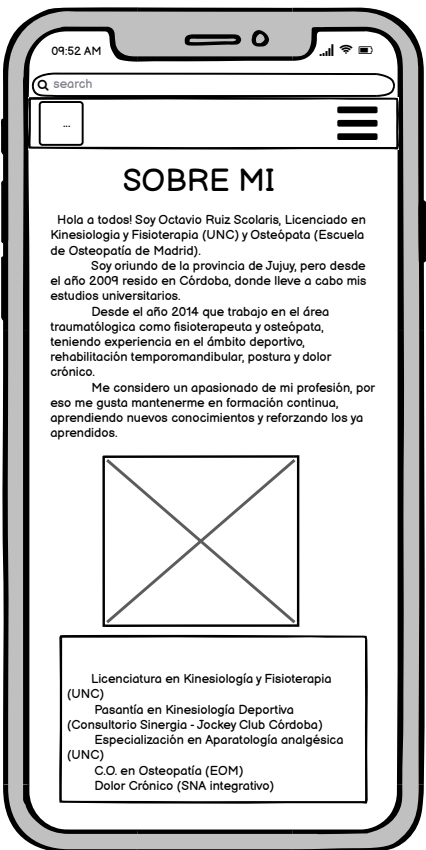 09:52 AM
search
...
SOBRE MI
Hola a todos! Soy Octavio Ruiz Scolaris, Licenciado en
Kinesiologia y Fisioterapia (UNC) y Osteópata (Escuela
de Osteopatía de Madrid).
Soy oriundo de la provincia de Jujuy, pero desde
el año 2009 resido en Córdoba, donde lleve a cabo mis
estudios universitarios.
Desde el año 2014 que trabajo en el área
traumatólogica como fisioterapeuta y osteópata,
teniendo experiencia en el ámbito deportivo,
rehabilitación temporomandibular, postura y dolor
crónico.
Me considero un apasionado de mi profesión, por
eso me gusta mantenerme en formación continua,
aprendiendo nuevos conocimientos y reforzando los ya
aprendidos.
Licenciatura en Kinesiología y Fisioterapia
(UNC)
Pasantía en Kinesiología Deportiva
(Consultorio Sinergia - Jockey Club Córdoba)
Especialización en Aparatología analgésica
(UNC)
C.O. en Osteopatía (EOM)
Dolor Crónico (SNA integrativo)